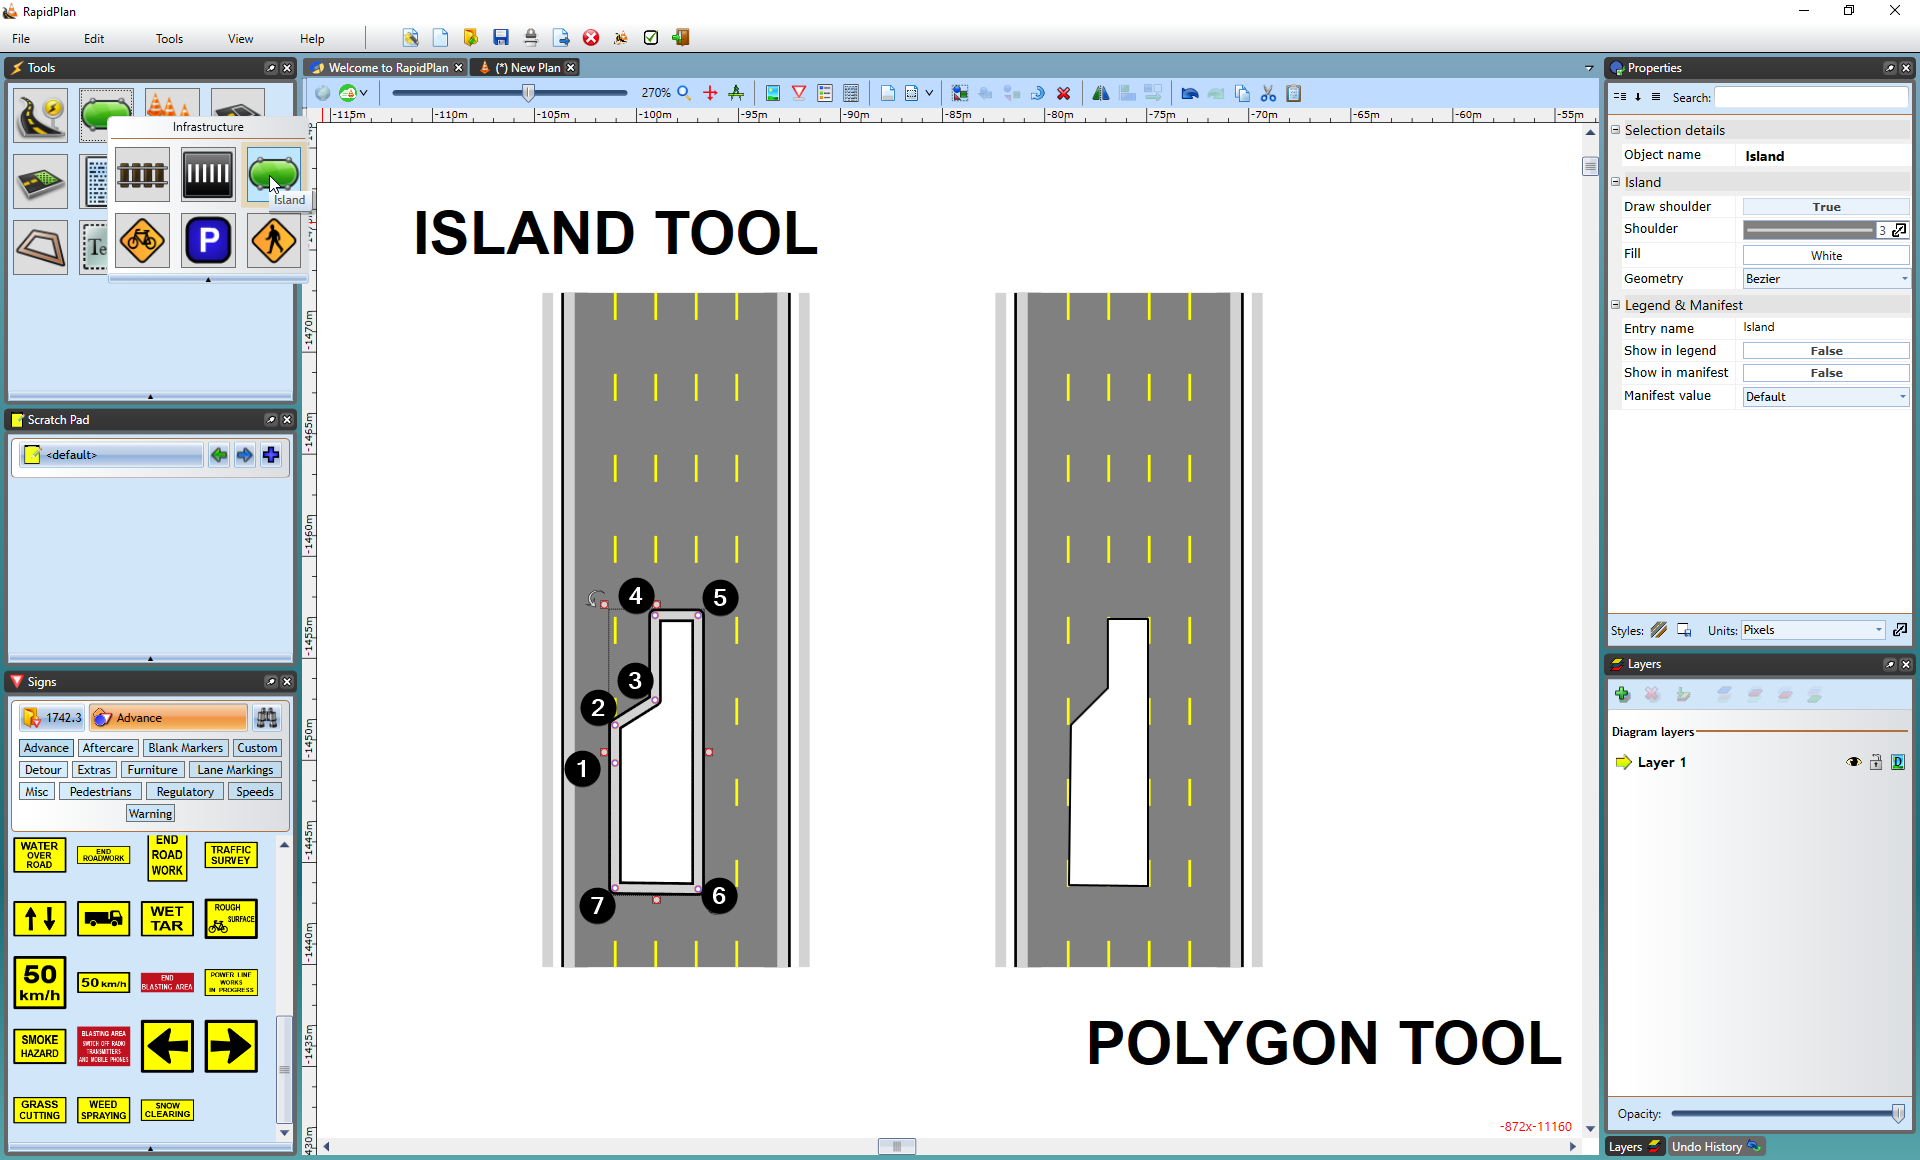 RapidPlan
File Edit Tools View Help
Tools
Welcome to RapidPlan (*) New Plan
270%
Infrastructure
Island
Te
P
-115m -110m -105m -100m -95m -90m -85m -80m -75m -70m -65m -60m -55m
-1470m
-1465m
-1460m
-1455m
-1450m
-1445m
-1440m
-1435m
ISLAND TOOL
4 5
3
2
1
7 6
POLYGON TOOL
-872x-11160
Scratch Pad
<default>
Signs
1742.3 Advance
Advance Aftercare Blank Markers Custom
Detour Extras Furniture Lane Markings
Misc Pedestrians Regulatory Speeds
Warning
WATER OVER ROAD
END ROADWORK
END ROAD WORK
TRAFFIC SURVEY
WET TAR
ROUGH SURFACE
50 km/h
50 km/h
END BLASTING AREA
POWER LINE WORKS IN PROGRESS
SMOKE HAZARD
BLASTING AREA SWITCH OFF RADIO TRANSMITTERS AND MOBILE PHONES
GRASS CUTTING
WEED SPRAYING
SNOW CLEARING
Properties
Search:
Selection details
Object name Island
Island
Draw shoulder True
Shoulder 3
Fill White
Geometry Bezier
Legend & Manifest
Entry name Island
Show in legend False
Show in manifest False
Manifest value Default
Styles: Units: Pixels
Layers
Diagram layers
Layer 1
Opacity:
Layers Undo History